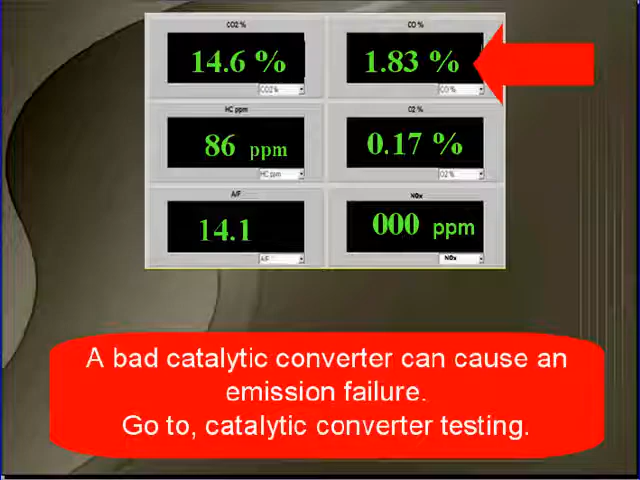 CO2 %
CO %
14.6 %
1.83 %
CO2 %
CO %
HC ppm
O2 %
86 ppm
0.17 %
HC ppm
O2 %
A/F
NOx
14.1
000 ppm
A/F
NOx
A bad catalytic converter can cause an
emission failure.
Go to, catalytic converter testing.